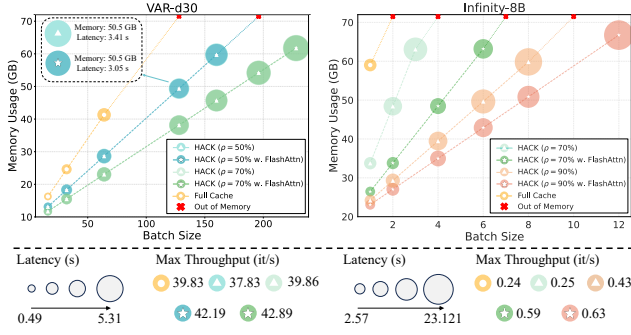 VAR-d30
Memory Usage (GB)
70
60
50
40
30
20
10
50
100
150
200
Batch Size
Memory: 50.5 GB
Latency: 3.41 s
Memory: 50.5 GB
Latency: 3.05 s
HACK (ρ = 50%)
HACK (ρ = 50% w. FlashAttn)
HACK (ρ = 70%)
HACK (ρ = 70% w. FlashAttn)
Full Cache
Out of Memory
Infinity-8B
Memory Usage (GB)
70
60
50
40
30
20
2
4
6
8
10
12
Batch Size
HACK (ρ = 70%)
HACK (ρ = 70% w. FlashAttn)
HACK (ρ = 90%)
HACK (ρ = 90% w. FlashAttn)
Full Cache
Out of Memory
Latency (s)
0.49 5.31
Max Throughput (it/s)
39.83 37.83 39.86
42.19 42.89
Latency (s)
2.57 23.121
Max Throughput (it/s)
0.24 0.25 0.43
0.59 0.63